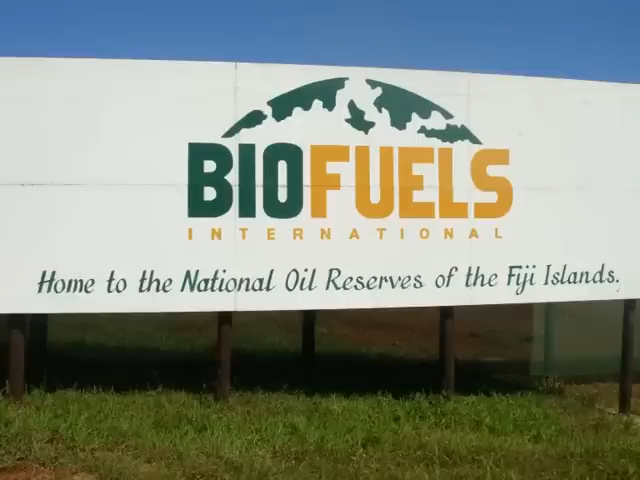 BIOFUELS
INTERNATIONAL
Home to the National Oil Reserves of the Fiji Islands.